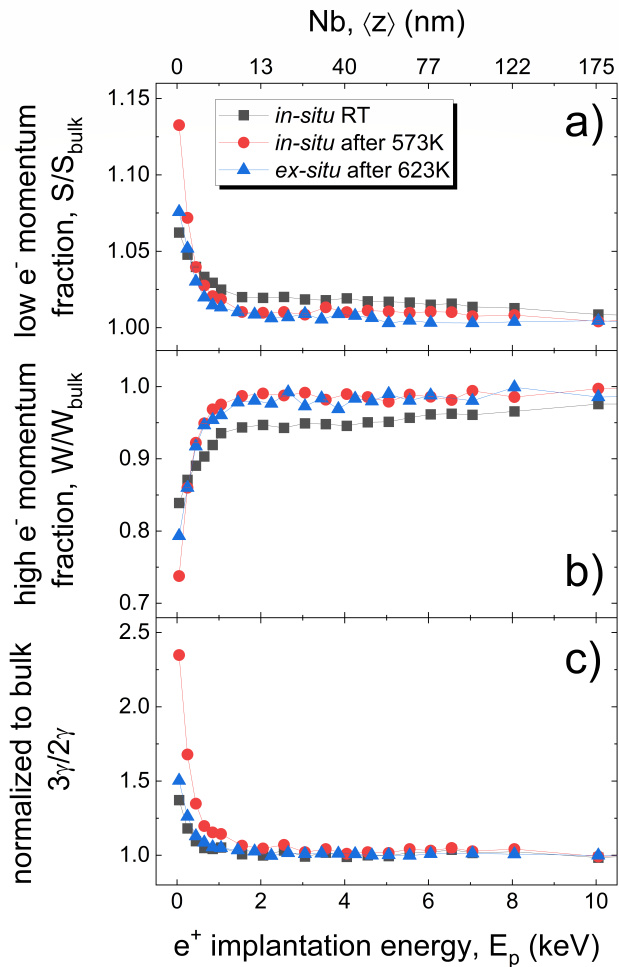 Nb, ⟨z⟩ (nm)
0 13 40 77 122 175
low e⁻ momentum
fraction, S/S_bulk
1.15
1.10
1.05
1.00
in-situ RT
in-situ after 573K
ex-situ after 623K
a)
high e⁻ momentum
fraction, W/W_bulk
1.0
0.9
0.8
0.7
b)
normalized to bulk
3γ/2γ
2.5
2.0
1.5
1.0
c)
0 2 4 6 8 10
e⁺ implantation energy, E_p (keV)